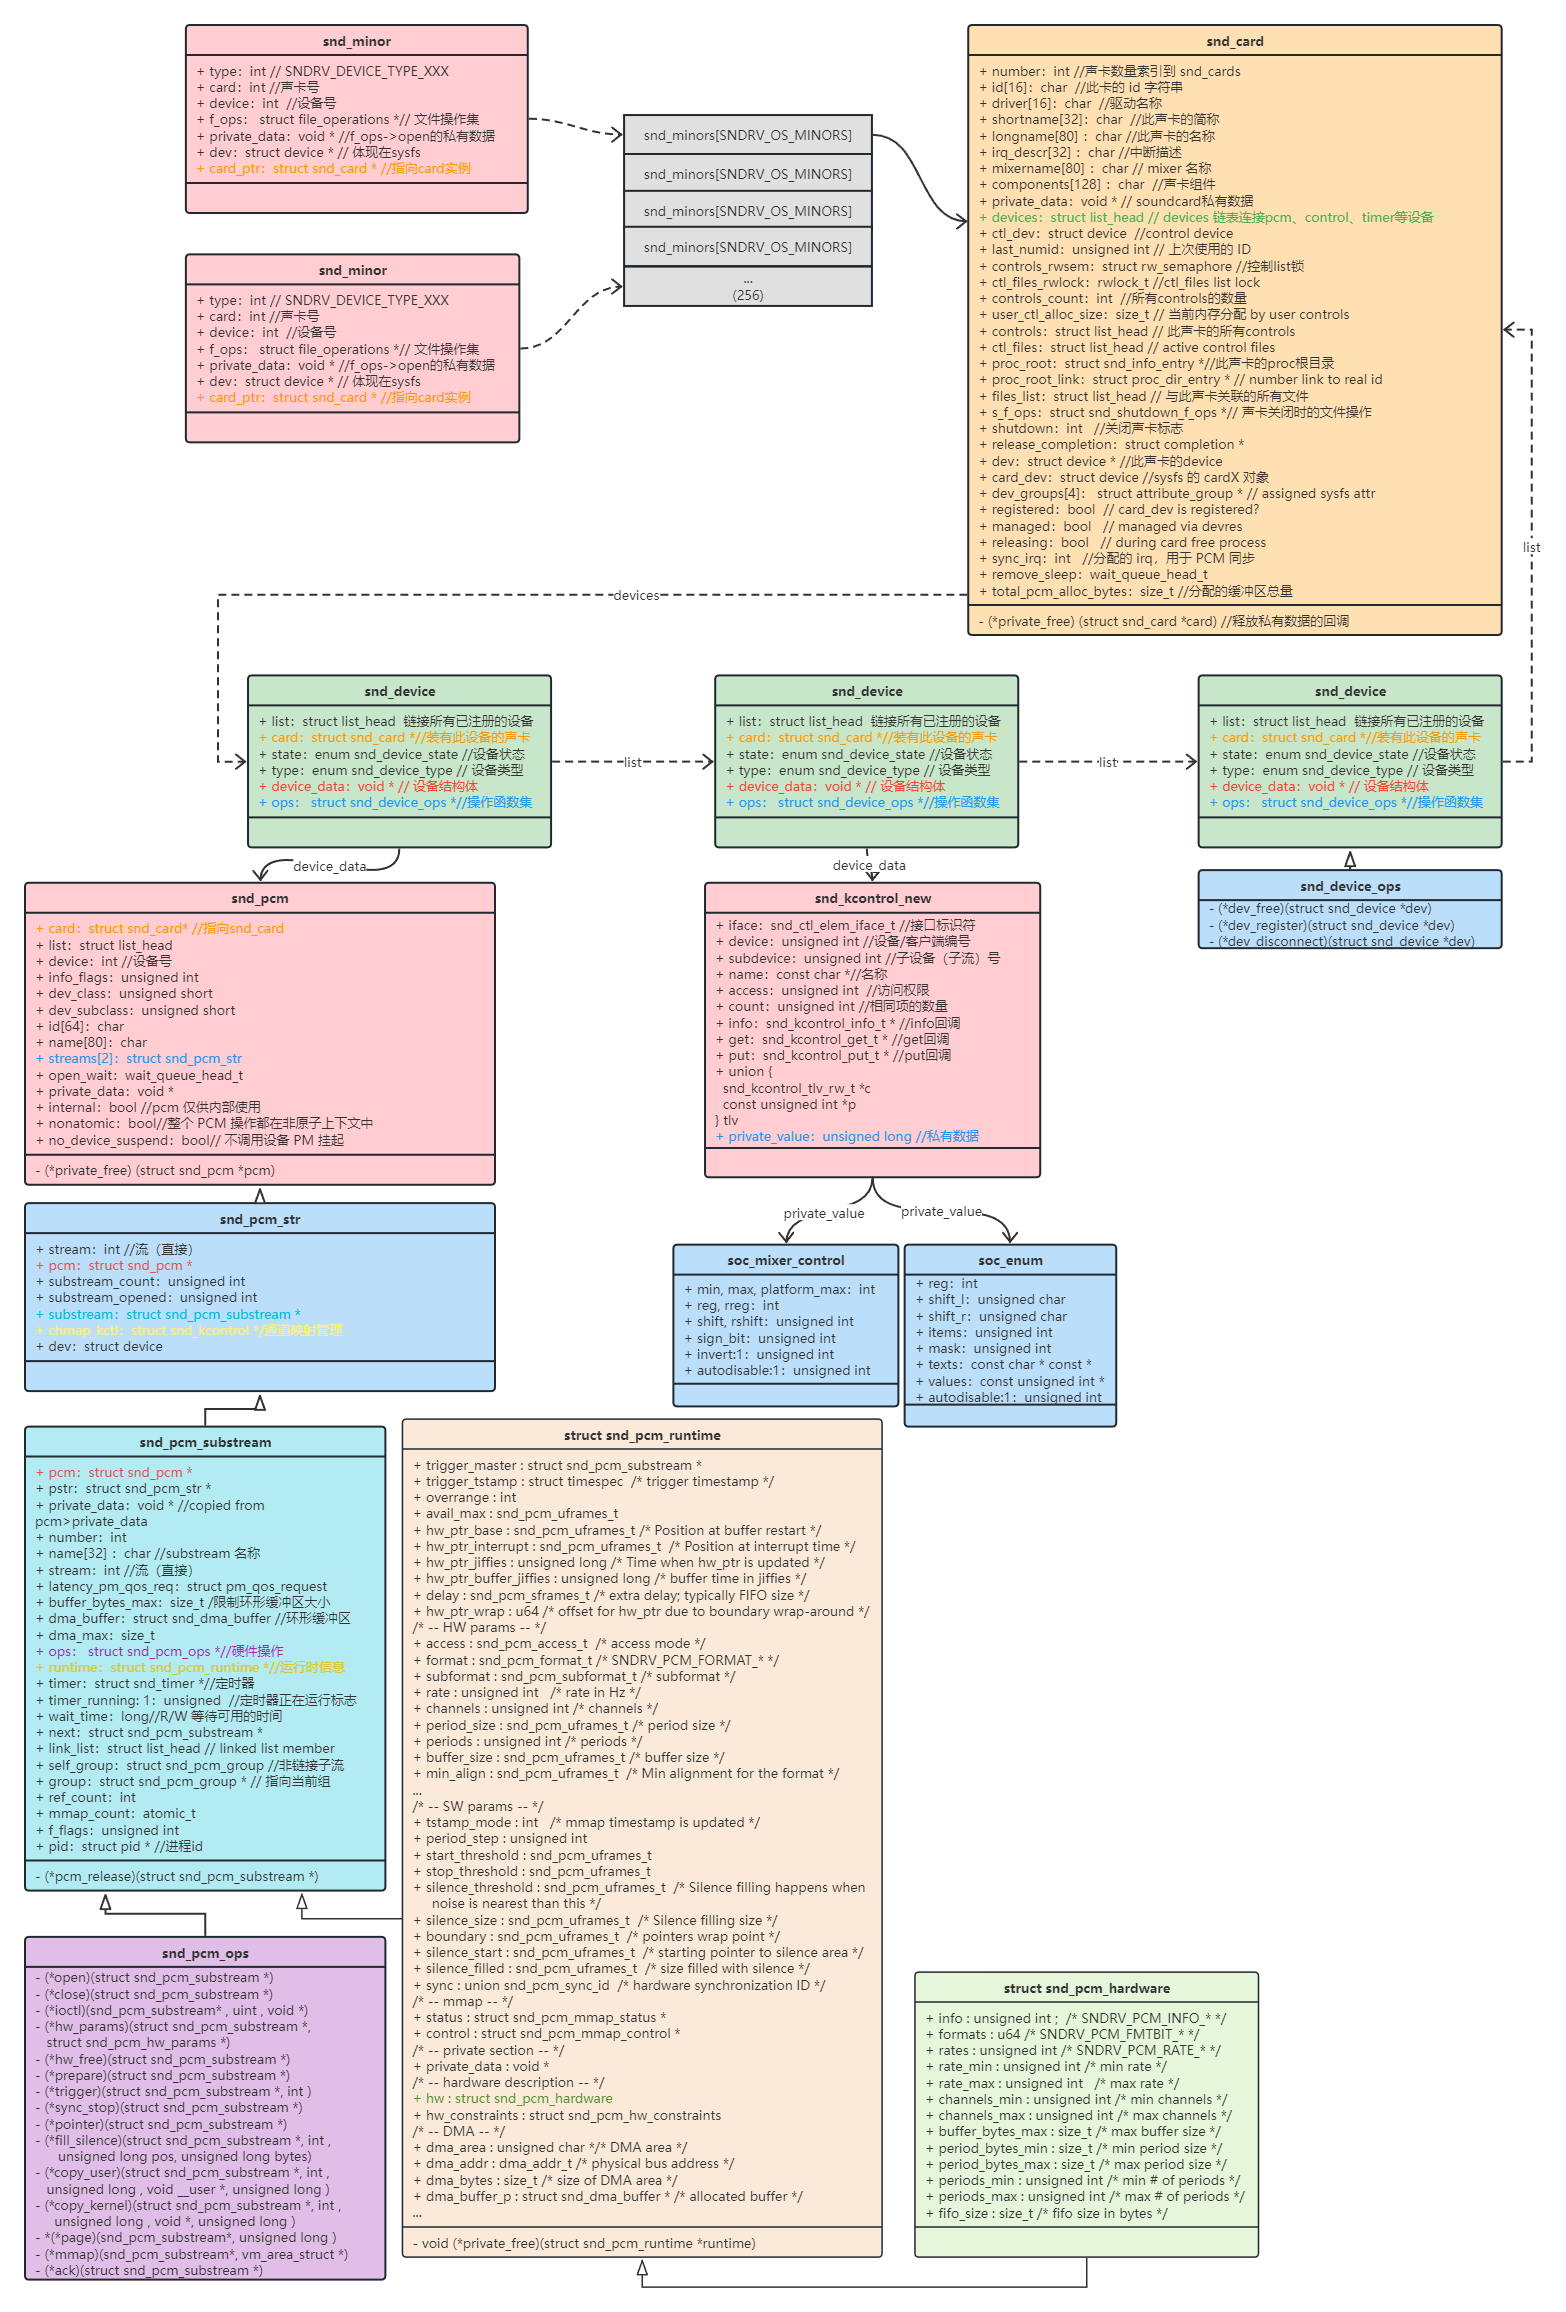 snd_minor
+ type：int // SNDRV_DEVICE_TYPE_XXX
+ card：int //声卡号
+ device：int  //设备号
+ f_ops： struct file_operations *// 文件操作集
+ private_data：void * //f_ops->open的私有数据
+ dev：struct device * // 体现在sysfs
+ card_ptr：struct snd_card * //指向card实例
snd_minor
+ type：int // SNDRV_DEVICE_TYPE_XXX
+ card：int //声卡号
+ device：int  //设备号
+ f_ops： struct file_operations *// 文件操作集
+ private_data：void * //f_ops->open的私有数据
+ dev：struct device * // 体现在sysfs
+ card_ptr：struct snd_card * //指向card实例
snd_minors[SNDRV_OS_MINORS]
snd_minors[SNDRV_OS_MINORS]
snd_minors[SNDRV_OS_MINORS]
snd_minors[SNDRV_OS_MINORS]
...
(256)
snd_card
+ number：int //声卡数量索引到 snd_cards
+ id[16]：char  //此卡的 id 字符串
+ driver[16]：char  //驱动名称
+ shortname[32]：char  //此声卡的简称
+ longname[80]：char //此声卡的名称
+ irq_descr[32]：char //中断描述
+ mixername[80]：char // mixer 名称
+ components[128]：char  //声卡组件
+ private_data：void * // soundcard私有数据
+ devices：struct list_head // devices 链表连接pcm、control、timer等设备
+ ctl_dev：struct device  //control device
+ last_numid：unsigned int // 上次使用的 ID
+ controls_rwsem：struct rw_semaphore //控制list锁
+ ctl_files_rwlock：rwlock_t //ctl_files list lock
+ controls_count：int  //所有controls的数量
+ user_ctl_alloc_size：size_t // 当前内存分配 by user controls
+ controls：struct list_head // 此声卡的所有controls
+ ctl_files：struct list_head // active control files
+ proc_root：struct snd_info_entry *//此声卡的proc根目录
+ proc_root_link：struct proc_dir_entry * // number link to real id
+ files_list：struct list_head // 与此声卡关联的所有文件
+ s_f_ops：struct snd_shutdown_f_ops *// 声卡关闭时的文件操作
+ shutdown：int   //关闭声卡标志
+ release_completion：struct completion *
+ dev：struct device * //此声卡的device
+ card_dev：struct device //sysfs 的 cardX 对象
+ dev_groups[4]： struct attribute_group * // assigned sysfs attr
+ registered：bool  // card_dev is registered?
+ managed：bool   // managed via devres
+ releasing：bool   // during card free process
+ sync_irq：int   //分配的 irq，用于 PCM 同步
+ remove_sleep：wait_queue_head_t
+ total_pcm_alloc_bytes：size_t //分配的缓冲区总量
- (*private_free) (struct snd_card *card) //释放私有数据的回调
list
devices
snd_device
+ list：struct list_head  链接所有已注册的设备
+ card：struct snd_card *//装有此设备的声卡
+ state：enum snd_device_state //设备状态
+ type：enum snd_device_type // 设备类型
+ device_data：void * // 设备结构体
+ ops： struct snd_device_ops *//操作函数集
list
snd_device
+ list：struct list_head  链接所有已注册的设备
+ card：struct snd_card *//装有此设备的声卡
+ state：enum snd_device_state //设备状态
+ type：enum snd_device_type // 设备类型
+ device_data：void * // 设备结构体
+ ops： struct snd_device_ops *//操作函数集
list
snd_device
+ list：struct list_head  链接所有已注册的设备
+ card：struct snd_card *//装有此设备的声卡
+ state：enum snd_device_state //设备状态
+ type：enum snd_device_type // 设备类型
+ device_data：void * // 设备结构体
+ ops： struct snd_device_ops *//操作函数集
device_data
device_data
snd_device_ops
- (*dev_free)(struct snd_device *dev)
- (*dev_register)(struct snd_device *dev)
- (*dev_disconnect)(struct snd_device *dev)
snd_pcm
+ card：struct snd_card* //指向snd_card
+ list：struct list_head
+ device：int //设备号
+ info_flags：unsigned int
+ dev_class：unsigned short
+ dev_subclass：unsigned short
+ id[64]：char
+ name[80]：char
+ streams[2]：struct snd_pcm_str
+ open_wait：wait_queue_head_t
+ private_data：void *
+ internal：bool //pcm 仅供内部使用
+ nonatomic：bool//整个 PCM 操作都在非原子上下文中
+ no_device_suspend：bool// 不调用设备 PM 挂起
- (*private_free) (struct snd_pcm *pcm)
snd_kcontrol_new
+ iface：snd_ctl_elem_iface_t //接口标识符
+ device：unsigned int //设备/客户端编号
+ subdevice：unsigned int //子设备（子流）号
+ name：const char *//名称
+ access：unsigned int  //访问权限
+ count：unsigned int //相同项的数量
+ info：snd_kcontrol_info_t * //info回调
+ get：snd_kcontrol_get_t * //get回调
+ put：snd_kcontrol_put_t * //put回调
+ union {
snd_kcontrol_tlv_rw_t *c
const unsigned int *p
} tlv
+ private_value：unsigned long //私有数据
private_value
private_value
snd_pcm_str
+ stream：int //流（直接）
+ pcm：struct snd_pcm *
+ substream_count：unsigned int
+ substream_opened：unsigned int
+ substream：struct snd_pcm_substream *
+ chmap_kctl：struct snd_kcontrol */通道映射管理
+ dev：struct device
soc_mixer_control
+ min, max, platform_max：int
+ reg, rreg：int
+ shift, rshift：unsigned int
+ sign_bit：unsigned int
+ invert:1：unsigned int
+ autodisable:1：unsigned int
soc_enum
+ reg：int
+ shift_l：unsigned char
+ shift_r：unsigned char
+ items：unsigned int
+ mask：unsigned int
+ texts：const char * const *
+ values：const unsigned int *
+ autodisable:1：unsigned int
snd_pcm_substream
+ pcm：struct snd_pcm *
+ pstr：struct snd_pcm_str *
+ private_data：void * //copied from
pcm>private_data
+ number：int
+ name[32]：char //substream 名称
+ stream：int //流（直接）
+ latency_pm_qos_req：struct pm_qos_request
+ buffer_bytes_max：size_t /限制环形缓冲区大小
+ dma_buffer：struct snd_dma_buffer //环形缓冲区
+ dma_max：size_t
+ ops： struct snd_pcm_ops *//硬件操作
+ runtime：struct snd_pcm_runtime *//运行时信息
+ timer：struct snd_timer *//定时器
+ timer_running: 1：unsigned  //定时器正在运行标志
+ wait_time：long//R/W 等待可用的时间
+ next：struct snd_pcm_substream *
+ link_list：struct list_head // linked list member
+ self_group：struct snd_pcm_group //非链接子流
+ group：struct snd_pcm_group * // 指向当前组
+ ref_count：int
+ mmap_count：atomic_t
+ f_flags：unsigned int
+ pid：struct pid * //进程id
- (*pcm_release)(struct snd_pcm_substream *)
struct snd_pcm_runtime
+ trigger_master : struct snd_pcm_substream *
+ trigger_tstamp : struct timespec  /* trigger timestamp */
+ overrange : int
+ avail_max : snd_pcm_uframes_t
+ hw_ptr_base : snd_pcm_uframes_t /* Position at buffer restart */
+ hw_ptr_interrupt : snd_pcm_uframes_t  /* Position at interrupt time */
+ hw_ptr_jiffies : unsigned long /* Time when hw_ptr is updated */
+ hw_ptr_buffer_jiffies : unsigned long /* buffer time in jiffies */
+ delay : snd_pcm_sframes_t /* extra delay; typically FIFO size */
+ hw_ptr_wrap : u64 /* offset for hw_ptr due to boundary wrap-around */
/* -- HW params -- */
+ access : snd_pcm_access_t  /* access mode */
+ format : snd_pcm_format_t /* SNDRV_PCM_FORMAT_* */
+ subformat : snd_pcm_subformat_t /* subformat */
+ rate : unsigned int   /* rate in Hz */
+ channels : unsigned int /* channels */
+ period_size : snd_pcm_uframes_t /* period size */
+ periods : unsigned int /* periods */
+ buffer_size : snd_pcm_uframes_t /* buffer size */
+ min_align : snd_pcm_uframes_t  /* Min alignment for the format */
...
/* -- SW params -- */
+ tstamp_mode : int   /* mmap timestamp is updated */
+ period_step : unsigned int
+ start_threshold : snd_pcm_uframes_t
+ stop_threshold : snd_pcm_uframes_t
+ silence_threshold : snd_pcm_uframes_t  /* Silence filling happens when
noise is nearest than this */
+ silence_size : snd_pcm_uframes_t  /* Silence filling size */
+ boundary : snd_pcm_uframes_t  /* pointers wrap point */
+ silence_start : snd_pcm_uframes_t  /* starting pointer to silence area */
+ silence_filled : snd_pcm_uframes_t  /* size filled with silence */
+ sync : union snd_pcm_sync_id  /* hardware synchronization ID */
/* -- mmap -- */
+ status : struct snd_pcm_mmap_status *
+ control : struct snd_pcm_mmap_control *
/* -- private section -- */
+ private_data : void *
/* -- hardware description -- */
+ hw : struct snd_pcm_hardware
+ hw_constraints : struct snd_pcm_hw_constraints
/* -- DMA -- */
+ dma_area : unsigned char */* DMA area */
+ dma_addr : dma_addr_t /* physical bus address */
+ dma_bytes : size_t /* size of DMA area */
+ dma_buffer_p : struct snd_dma_buffer * /* allocated buffer */
...
- void (*private_free)(struct snd_pcm_runtime *runtime)
snd_pcm_ops
- (*open)(struct snd_pcm_substream *)
- (*close)(struct snd_pcm_substream *)
- (*ioctl)(snd_pcm_substream* , uint , void *)
- (*hw_params)(struct snd_pcm_substream *,
struct snd_pcm_hw_params *)
- (*hw_free)(struct snd_pcm_substream *)
- (*prepare)(struct snd_pcm_substream *)
- (*trigger)(struct snd_pcm_substream *, int )
- (*sync_stop)(struct snd_pcm_substream *)
- (*pointer)(struct snd_pcm_substream *)
- (*fill_silence)(struct snd_pcm_substream *, int ,
unsigned long pos, unsigned long bytes)
- (*copy_user)(struct snd_pcm_substream *, int ,
unsigned long , void __user *, unsigned long )
- (*copy_kernel)(struct snd_pcm_substream *, int ,
unsigned long , void *, unsigned long )
- *(*page)(snd_pcm_substream*, unsigned long )
- (*mmap)(snd_pcm_substream*, vm_area_struct *)
- (*ack)(struct snd_pcm_substream *)
struct snd_pcm_hardware
+ info : unsigned int ;  /* SNDRV_PCM_INFO_* */
+ formats : u64 /* SNDRV_PCM_FMTBIT_* */
+ rates : unsigned int /* SNDRV_PCM_RATE_* */
+ rate_min : unsigned int /* min rate */
+ rate_max : unsigned int   /* max rate */
+ channels_min : unsigned int /* min channels */
+ channels_max : unsigned int /* max channels */
+ buffer_bytes_max : size_t /* max buffer size */
+ period_bytes_min : size_t /* min period size */
+ period_bytes_max : size_t /* max period size */
+ periods_min : unsigned int /* min # of periods */
+ periods_max : unsigned int /* max # of periods */
+ fifo_size : size_t /* fifo size in bytes */